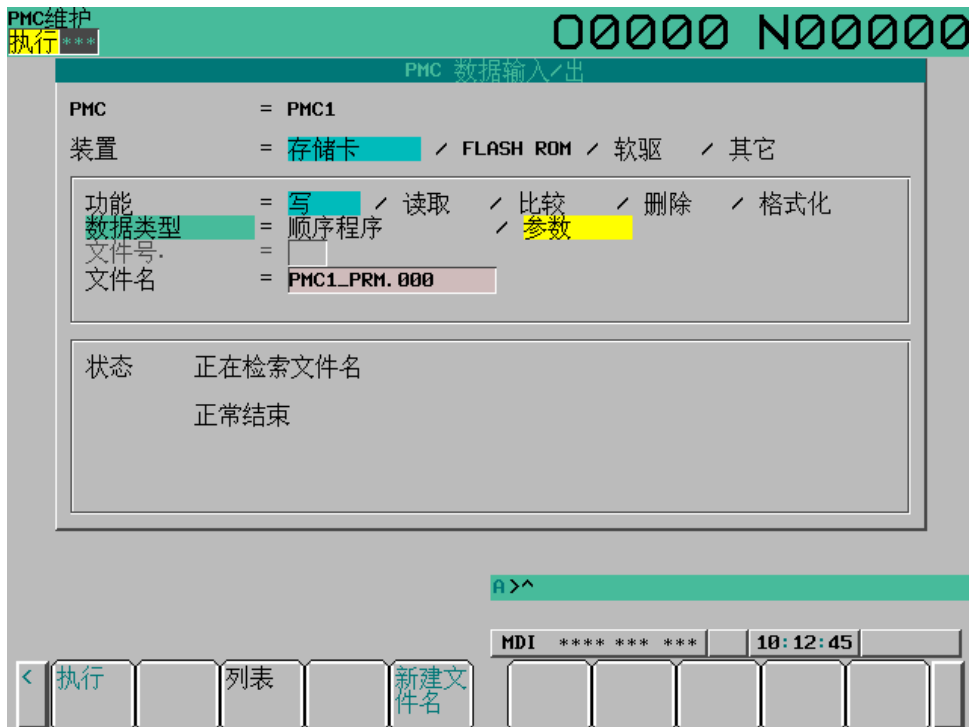 PMC维护
执行 ***
O0000 N00000
PMC 数据输入/出
PMC = PMC1
装置 = 存储卡 / FLASH ROM / 软驱 / 其它
功能 = 写 / 读取 / 比较 / 删除 / 格式化
数据类型 = 顺序程序 / 参数
文件号. =
文件名 = PMC1_PRM.000
状态 正在检索文件名
正常结束
A>^
MDI **** *** *** 10:12:45
< 执行 列表 新建文件名